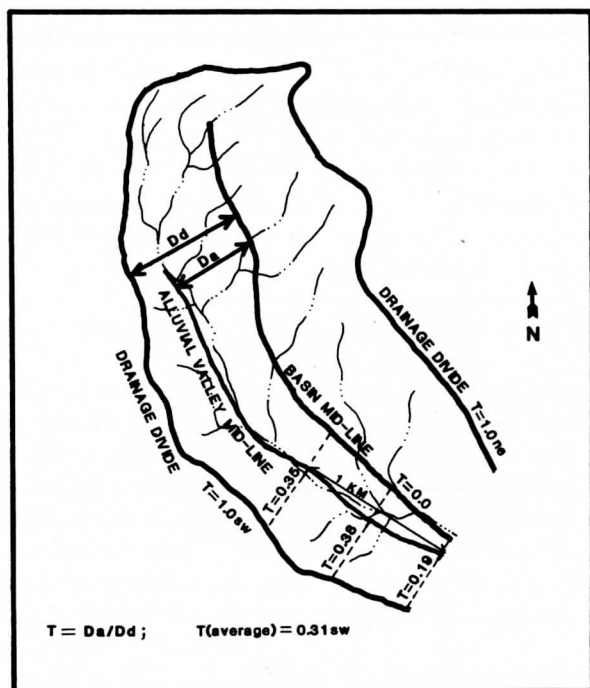 Dd
Da
N
ALLUVIAL VALLEY MID-LINE
BASIN MID-LINE
DRAINAGE DIVIDE T=1.0ne
DRAINAGE DIVIDE T=1.0sw
T=0.35
1 KM
T=0.0
T=0.38
T=0.19
T = Da/Dd ; T(average) = 0.31sw